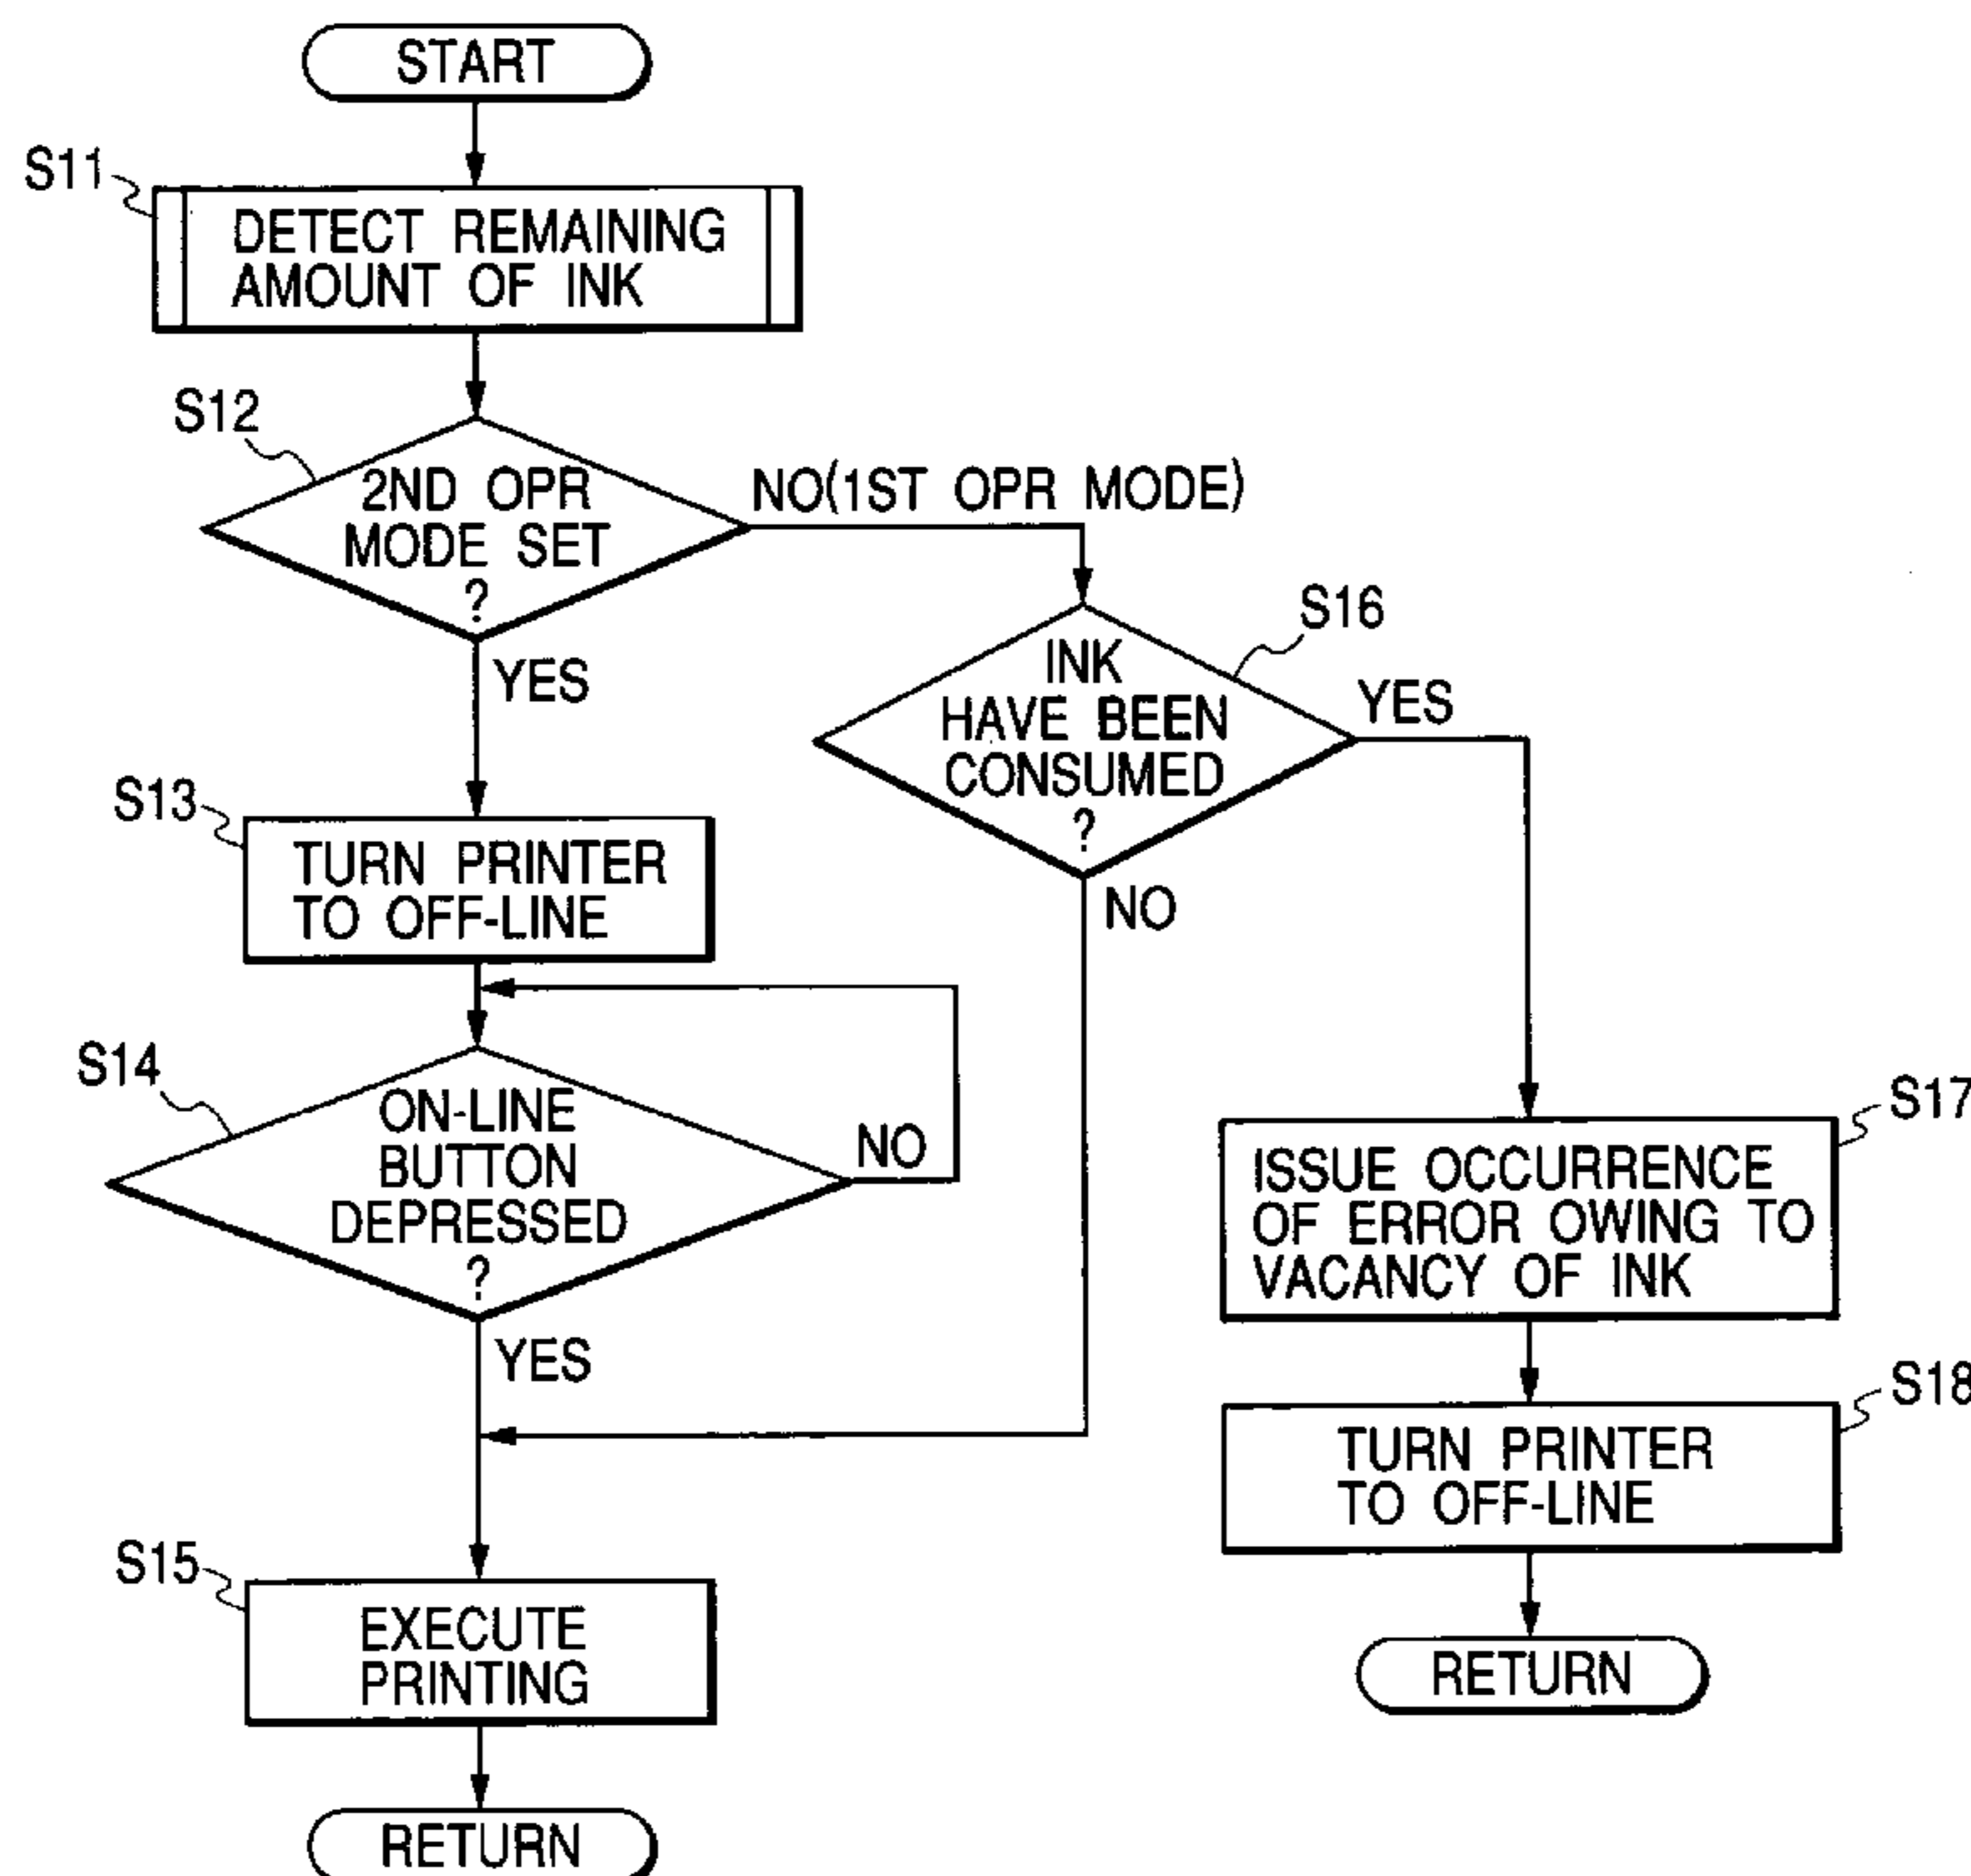 START
S11
DETECT REMAINING
AMOUNT OF INK
S12
2ND OPR
MODE SET
?
NO(1ST OPR MODE)
YES
S16
INK
HAVE BEEN
CONSUMED
?
YES
NO
S13
TURN PRINTER
TO OFF-LINE
S14
ON-LINE
BUTTON
DEPRESSED
?
NO
YES
S17
ISSUE OCCURRENCE
OF ERROR OWING TO
VACANCY OF INK
S18
TURN PRINTER
TO OFF-LINE
RETURN
S15
EXECUTE
PRINTING
RETURN